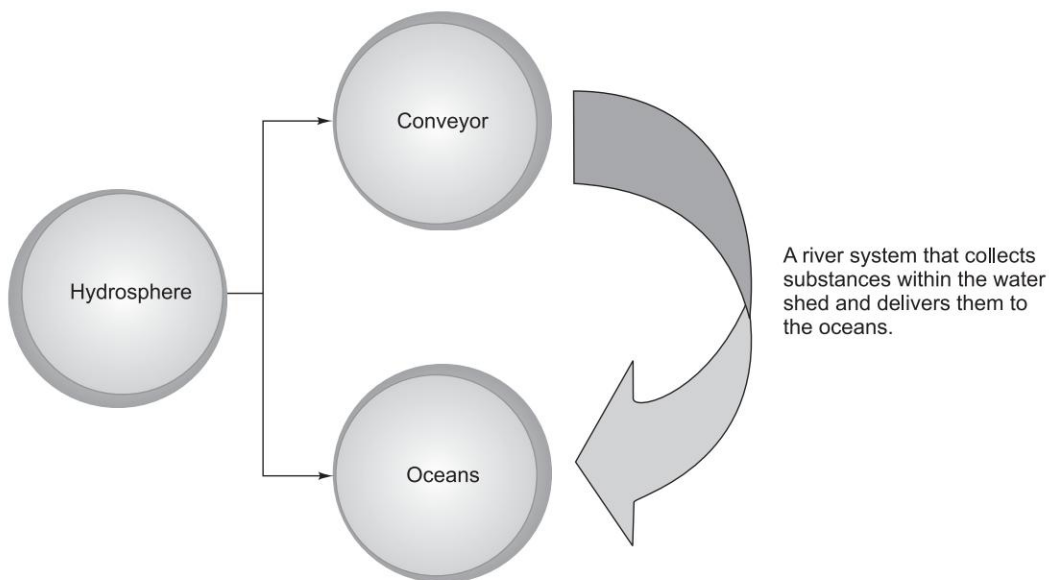 Conveyor
Hydrosphere
A river system that collects
substances within the water
shed and delivers them to
the oceans.
Oceans